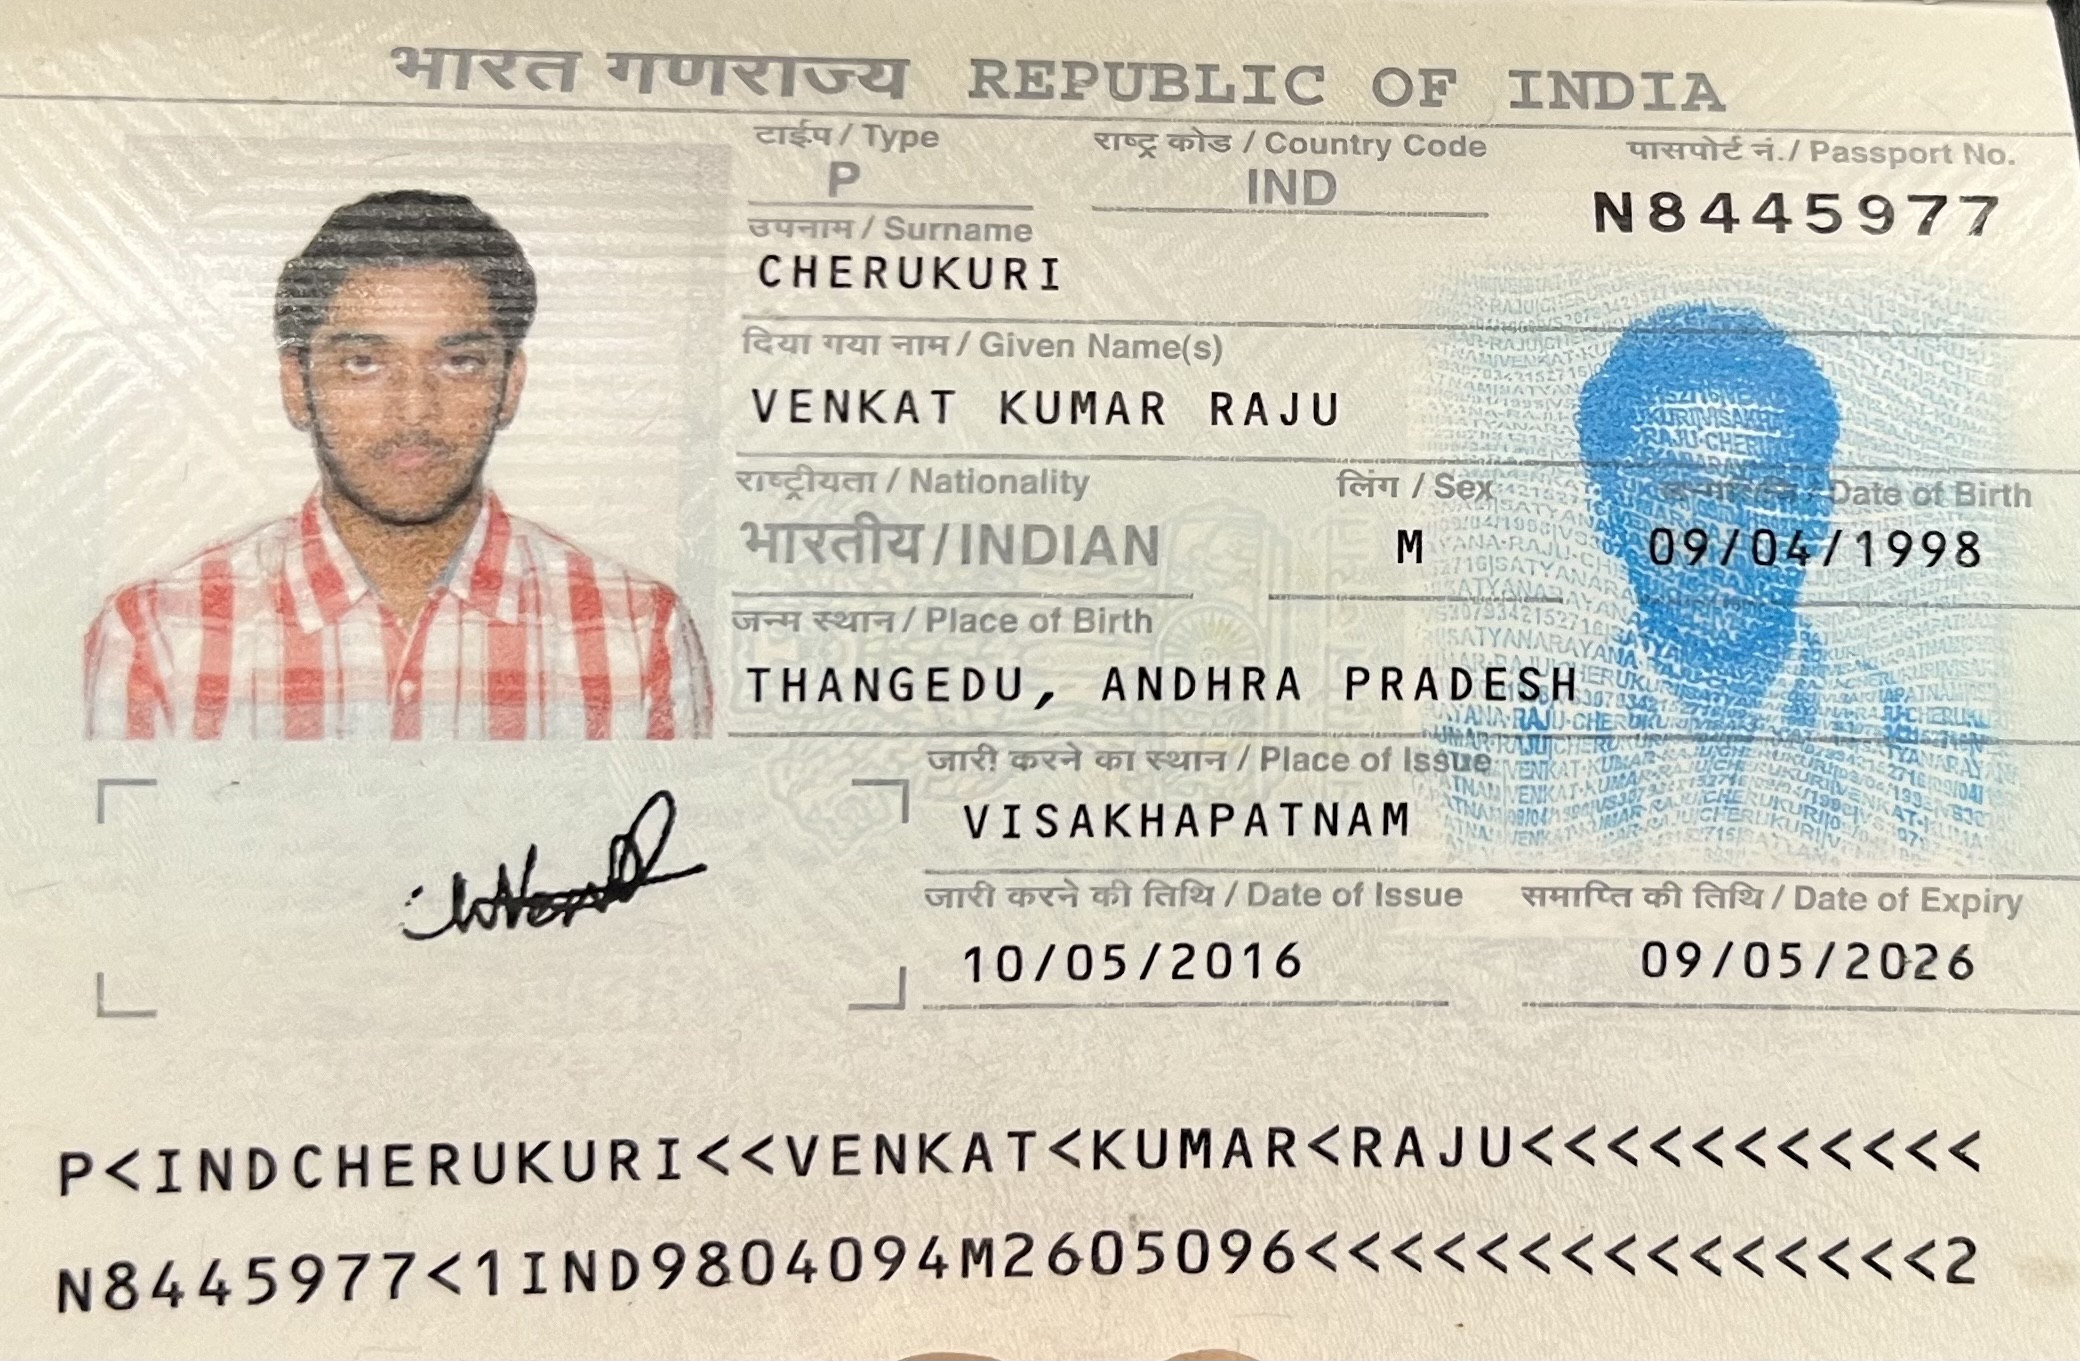 भारत गणराज्य REPUBLIC OF INDIA
टाईप / Type राष्ट्र कोड / Country Code पासपोर्ट नं. / Passport No.
P IND N8445977
उपनाम / Surname
CHERUKURI
दिया गया नाम / Given Name(s)
VENKAT KUMAR RAJU
राष्ट्रीयता / Nationality लिंग / Sex Date of Birth
भारतीय / INDIAN M 09/04/1998
जन्म स्थान / Place of Birth
THANGEDU, ANDHRA PRADESH
जारी करने का स्थान / Place of Issue
VISAKHAPATNAM
जारी करने की तिथि / Date of Issue समाप्ति की तिथि / Date of Expiry
10/05/2016 09/05/2026
P<INDCHERUKURI<<VENKAT<KUMAR<RAJU<<<<<<<<<<<
N8445977<1IND9804094M2605096<<<<<<<<<<<<<<<2